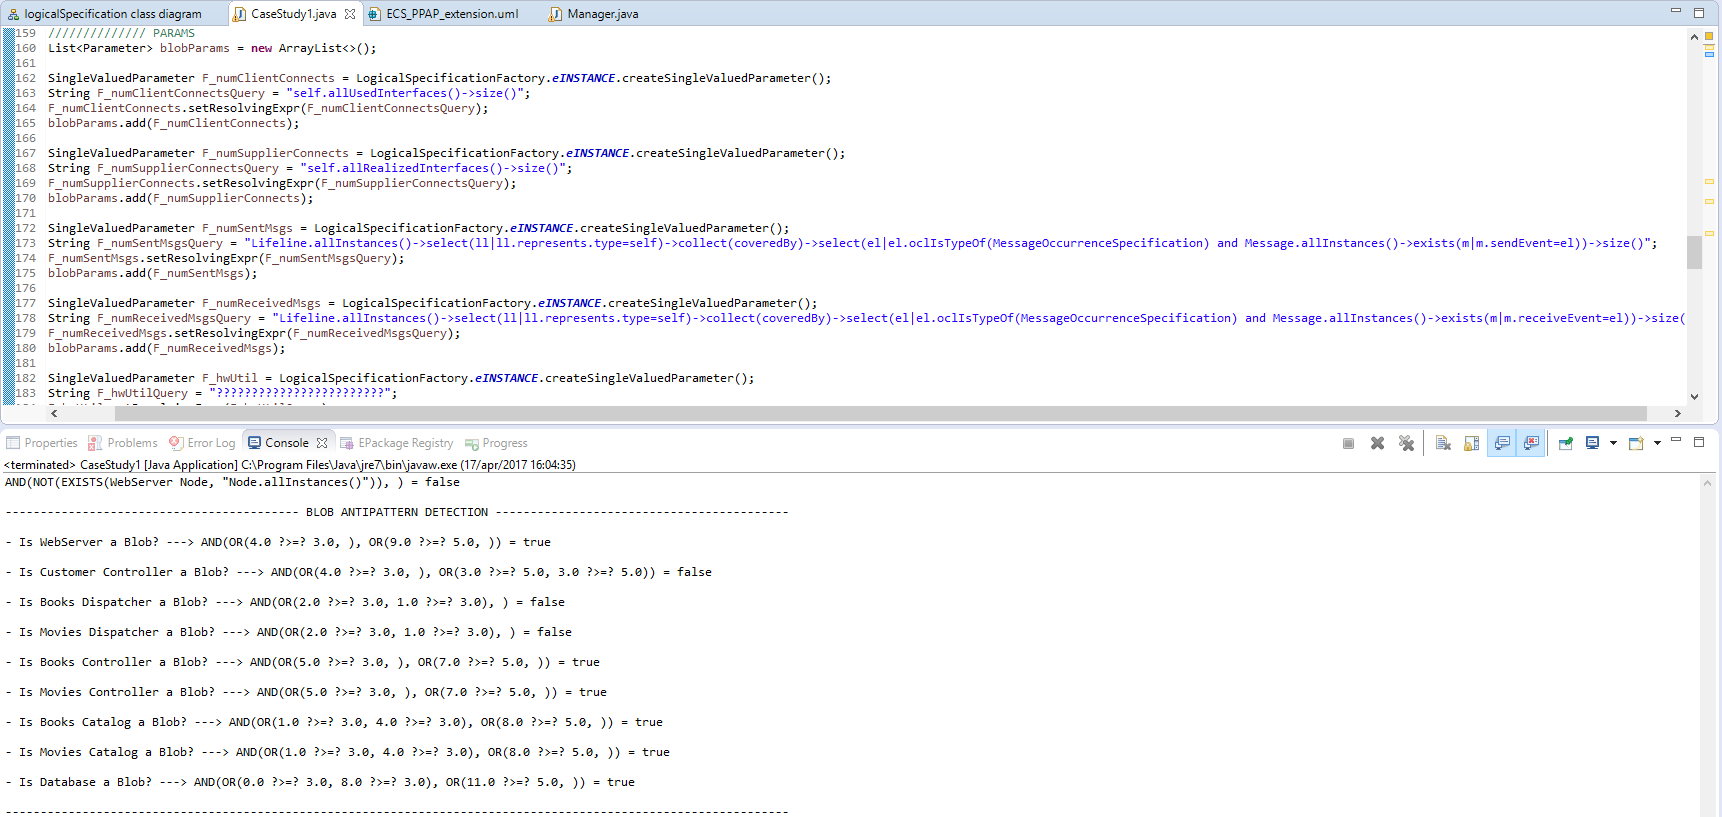 logicalSpecification class diagram CaseStudy1.java ECS_PPAP_extension.uml Manager.java
159 ////////////// PARAMS
160 List<Parameter> blobParams = new ArrayList<>();
161
162 SingleValuedParameter F_numClientConnects = LogicalSpecificationFactory.eINSTANCE.createSingleValuedParameter();
163 String F_numClientConnectsQuery = "self.allUsedInterfaces()->size()";
164 F_numClientConnects.setResolvingExpr(F_numClientConnectsQuery);
165 blobParams.add(F_numClientConnects);
166
167 SingleValuedParameter F_numSupplierConnects = LogicalSpecificationFactory.eINSTANCE.createSingleValuedParameter();
168 String F_numSupplierConnectsQuery = "self.allRealizedInterfaces()->size()";
169 F_numSupplierConnects.setResolvingExpr(F_numSupplierConnectsQuery);
170 blobParams.add(F_numSupplierConnects);
171
172 SingleValuedParameter F_numSentMsgs = LogicalSpecificationFactory.eINSTANCE.createSingleValuedParameter();
173 String F_numSentMsgsQuery = "Lifeline.allInstances()->select(ll|ll.represents.type=self)->collect(coveredBy)->select(el|el.oclIsTypeOf(MessageOccurrenceSpecification) and Message.allInstances()->exists(m|m.sendEvent=el))->size()";
174 F_numSentMsgs.setResolvingExpr(F_numSentMsgsQuery);
175 blobParams.add(F_numSentMsgs);
176
177 SingleValuedParameter F_numReceivedMsgs = LogicalSpecificationFactory.eINSTANCE.createSingleValuedParameter();
178 String F_numReceivedMsgsQuery = "Lifeline.allInstances()->select(ll|ll.represents.type=self)->collect(coveredBy)->select(el|el.oclIsTypeOf(MessageOccurrenceSpecification) and Message.allInstances()->exists(m|m.receiveEvent=el))->size(
179 F_numReceivedMsgs.setResolvingExpr(F_numReceivedMsgsQuery);
180 blobParams.add(F_numReceivedMsgs);
181
182 SingleValuedParameter F_hwUtil = LogicalSpecificationFactory.eINSTANCE.createSingleValuedParameter();
183 String F_hwUtilQuery = "????????????????????????";
Properties Problems Error Log Console EPackage Registry Progress
<terminated> CaseStudy1 [Java Application] C:\Program Files\Java\jre7\bin\javaw.exe (17/apr/2017 16:04:35)
AND(NOT(EXISTS(WebServer Node, "Node.allInstances()")), ) = false
------------------------------------------ BLOB ANTIPATTERN DETECTION ------------------------------------------
- Is WebServer a Blob? ---> AND(OR(4.0 ?>=? 3.0, ), OR(9.0 ?>=? 5.0, )) = true
- Is Customer Controller a Blob? ---> AND(OR(4.0 ?>=? 3.0, ), OR(3.0 ?>=? 5.0, 3.0 ?>=? 5.0)) = false
- Is Books Dispatcher a Blob? ---> AND(OR(2.0 ?>=? 3.0, 1.0 ?>=? 3.0), ) = false
- Is Movies Dispatcher a Blob? ---> AND(OR(2.0 ?>=? 3.0, 1.0 ?>=? 3.0), ) = false
- Is Books Controller a Blob? ---> AND(OR(5.0 ?>=? 3.0, ), OR(7.0 ?>=? 5.0, )) = true
- Is Movies Controller a Blob? ---> AND(OR(5.0 ?>=? 3.0, ), OR(7.0 ?>=? 5.0, )) = true
- Is Books Catalog a Blob? ---> AND(OR(1.0 ?>=? 3.0, 4.0 ?>=? 3.0), OR(8.0 ?>=? 5.0, )) = true
- Is Movies Catalog a Blob? ---> AND(OR(1.0 ?>=? 3.0, 4.0 ?>=? 3.0), OR(8.0 ?>=? 5.0, )) = true
- Is Database a Blob? ---> AND(OR(0.0 ?>=? 3.0, 8.0 ?>=? 3.0), OR(11.0 ?>=? 5.0, )) = true
----------------------------------------------------------------------------------------------------------------